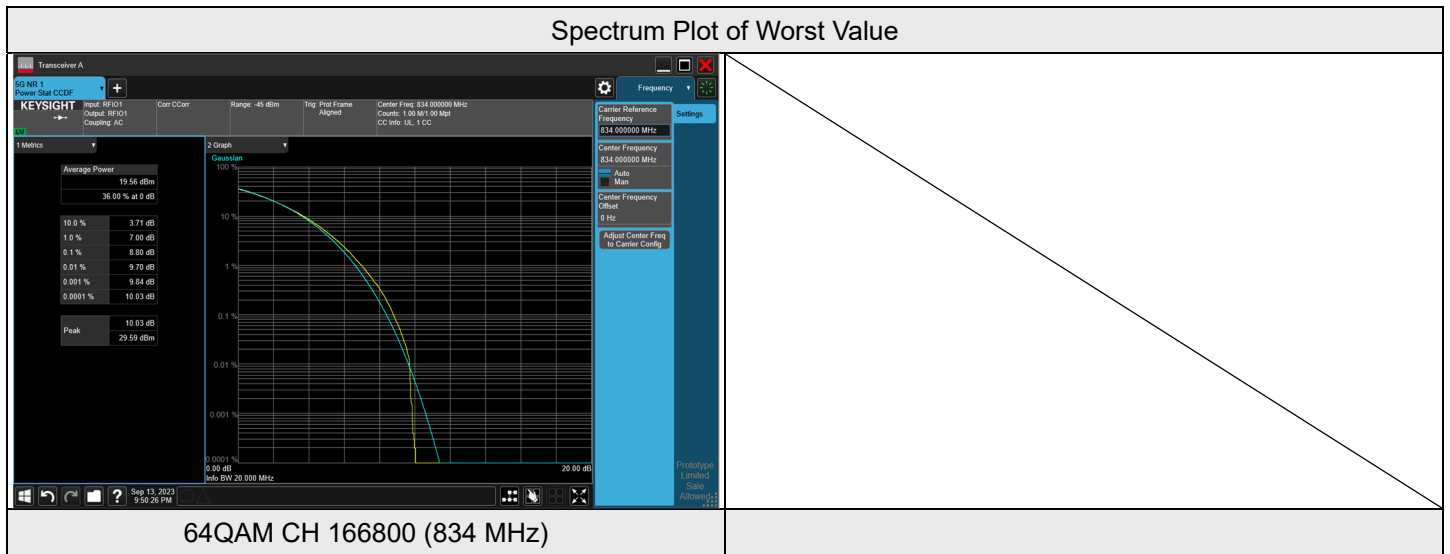 Spectrum Plot of Worst Value
Transceiver A
5G NR 1
Power Stat CCDF
+
Frequency
KEYSIGHT
Input: RFIO1
Output: RFIO1
Coupling: AC
Corr CCorr
Range: -45 dBm
Trig: Prot Frame
Aligned
Center Freq: 834.000000 MHz
Counts: 1.00 M/1.00 Mpt
CC Info: UL, 1 CC
LV
1 Metrics
Average Power
19.56 dBm
36.00 % at 0 dB
10.0 % 3.71 dB
1.0 % 7.00 dB
0.1 % 8.80 dB
0.01 % 9.70 dB
0.001 % 9.84 dB
0.0001 % 10.03 dB
Peak
10.03 dB
29.59 dBm
2 Graph
Gaussian
100 %
10 %
1 %
0.1 %
0.01 %
0.001 %
0.0001 %
0.00 dB
20.00 dB
Info BW 20.000 MHz
Carrier Reference
Frequency
834.000000 MHz
Center Frequency
834.000000 MHz
Auto
Man
Center Frequency
Offset
0 Hz
Adjust Center Freq
to Carrier Config
Settings
Prototype
Limited
Sale
Allowed
?
Sep 13, 2023
9:50:26 PM
64QAM CH 166800 (834 MHz)